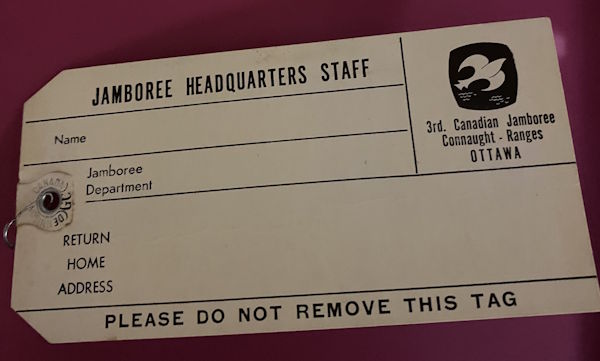 JAMBOREE HEADQUARTERS STAFF
3rd. Canadian Jamboree
Connaught - Ranges
OTTAWA
Name
Jamboree
Department
RETURN
HOME
ADDRESS
PLEASE DO NOT REMOVE THIS TAG